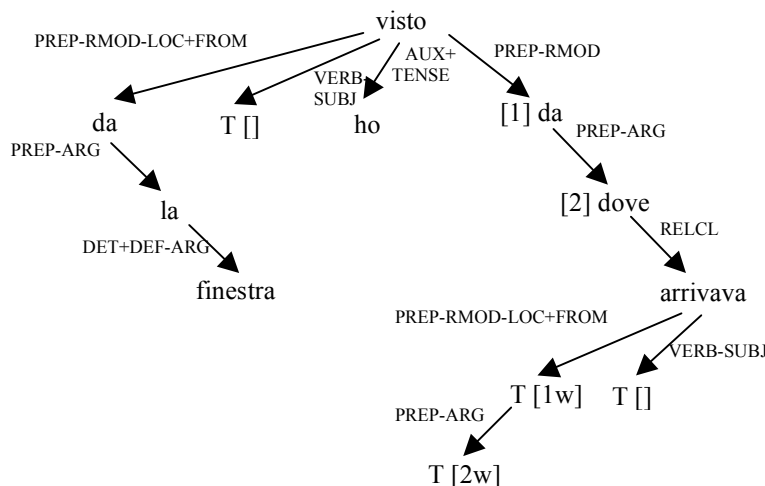 visto
PREP-RMOD-LOC+FROM
AUX+
TENSE
PREP-RMOD
VERB-
SUBJ
da
T []
ho
[1] da
PREP-ARG
PREP-ARG
la
[2] dove
DET+DEF-ARG
RELCL
finestra
arrivava
PREP-RMOD-LOC+FROM
VERB-SUBJ
T [1w]
T []
PREP-ARG
T [2w]